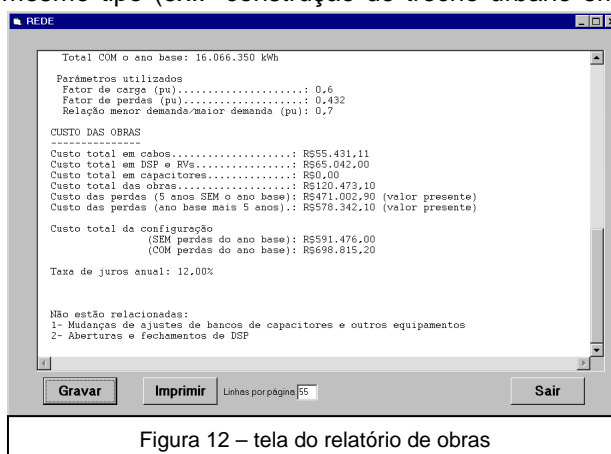 mesmo tipo
construção de trecho urbano em
REDE
Total COM o ano base: 16.066.350 kWh
Parâmetros utilizados
Fator de carga (pu).....................: 0,6
Fator de perdas (pu)....................: 0,432
Relação menor demanda/maior demanda (pu): 0,7
CUSTO DAS OBRAS
---------------
Custo total em cabos....................: R$55.431,11
Custo total em DSP e RVs................: R$65.042,00
Custo total em capacitores..............: R$0,00
Custo total das obras...................: R$120.473,10
Custo das perdas (5 anos SEM o ano base): R$471.002,90 (valor presente)
Custo das perdas (ano base mais 5 anos).: R$578.342,10 (valor presente)
Custo total da configuração
(SEM perdas do ano base): R$591.476,00
(COM perdas do ano base): R$698.815,20
Taxa de juros anual: 12,00%
Não estão relacionadas:
1- Mudanças de ajustes de bancos de capacitores e outros equipamentos
2- Aberturas e fechamentos de DSP
Gravar Imprimir Linhas por página 55 Sair
Figura 12 – tela do relatório de obras